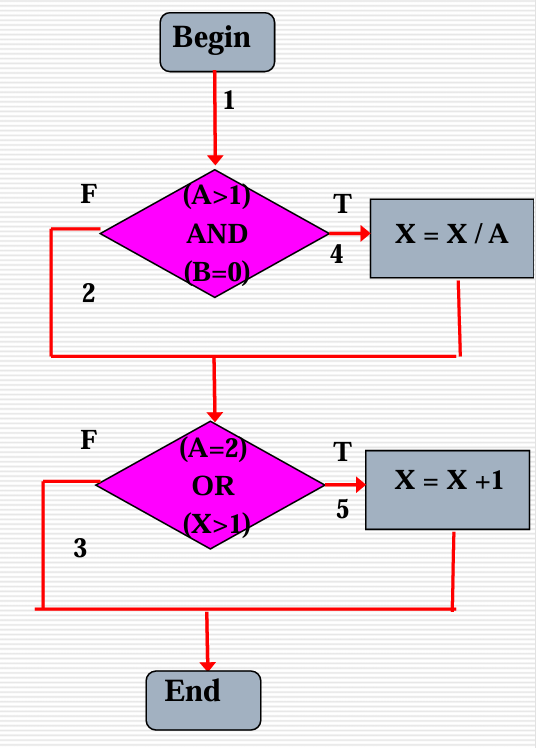 Begin
1
F
(A>1)
AND
(B=0)
T
4
X = X / A
2
F
(A=2)
OR
(X>1)
T
5
X = X +1
3
End